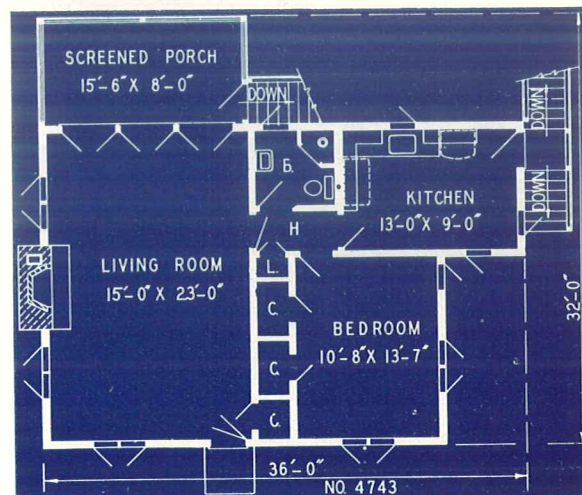 SCREENED PORCH
15'-6" X 8'-0"
DOWN
DOWN
Б.
KITCHEN
13'-0" X 9'-0"
H
DOWN
LIVING ROOM
15'-0" X 23'-0"
L.
C.
BEDROOM
10'-8" X 13'-7"
C.
C.
32'-0"
36'-0"
NO. 4743